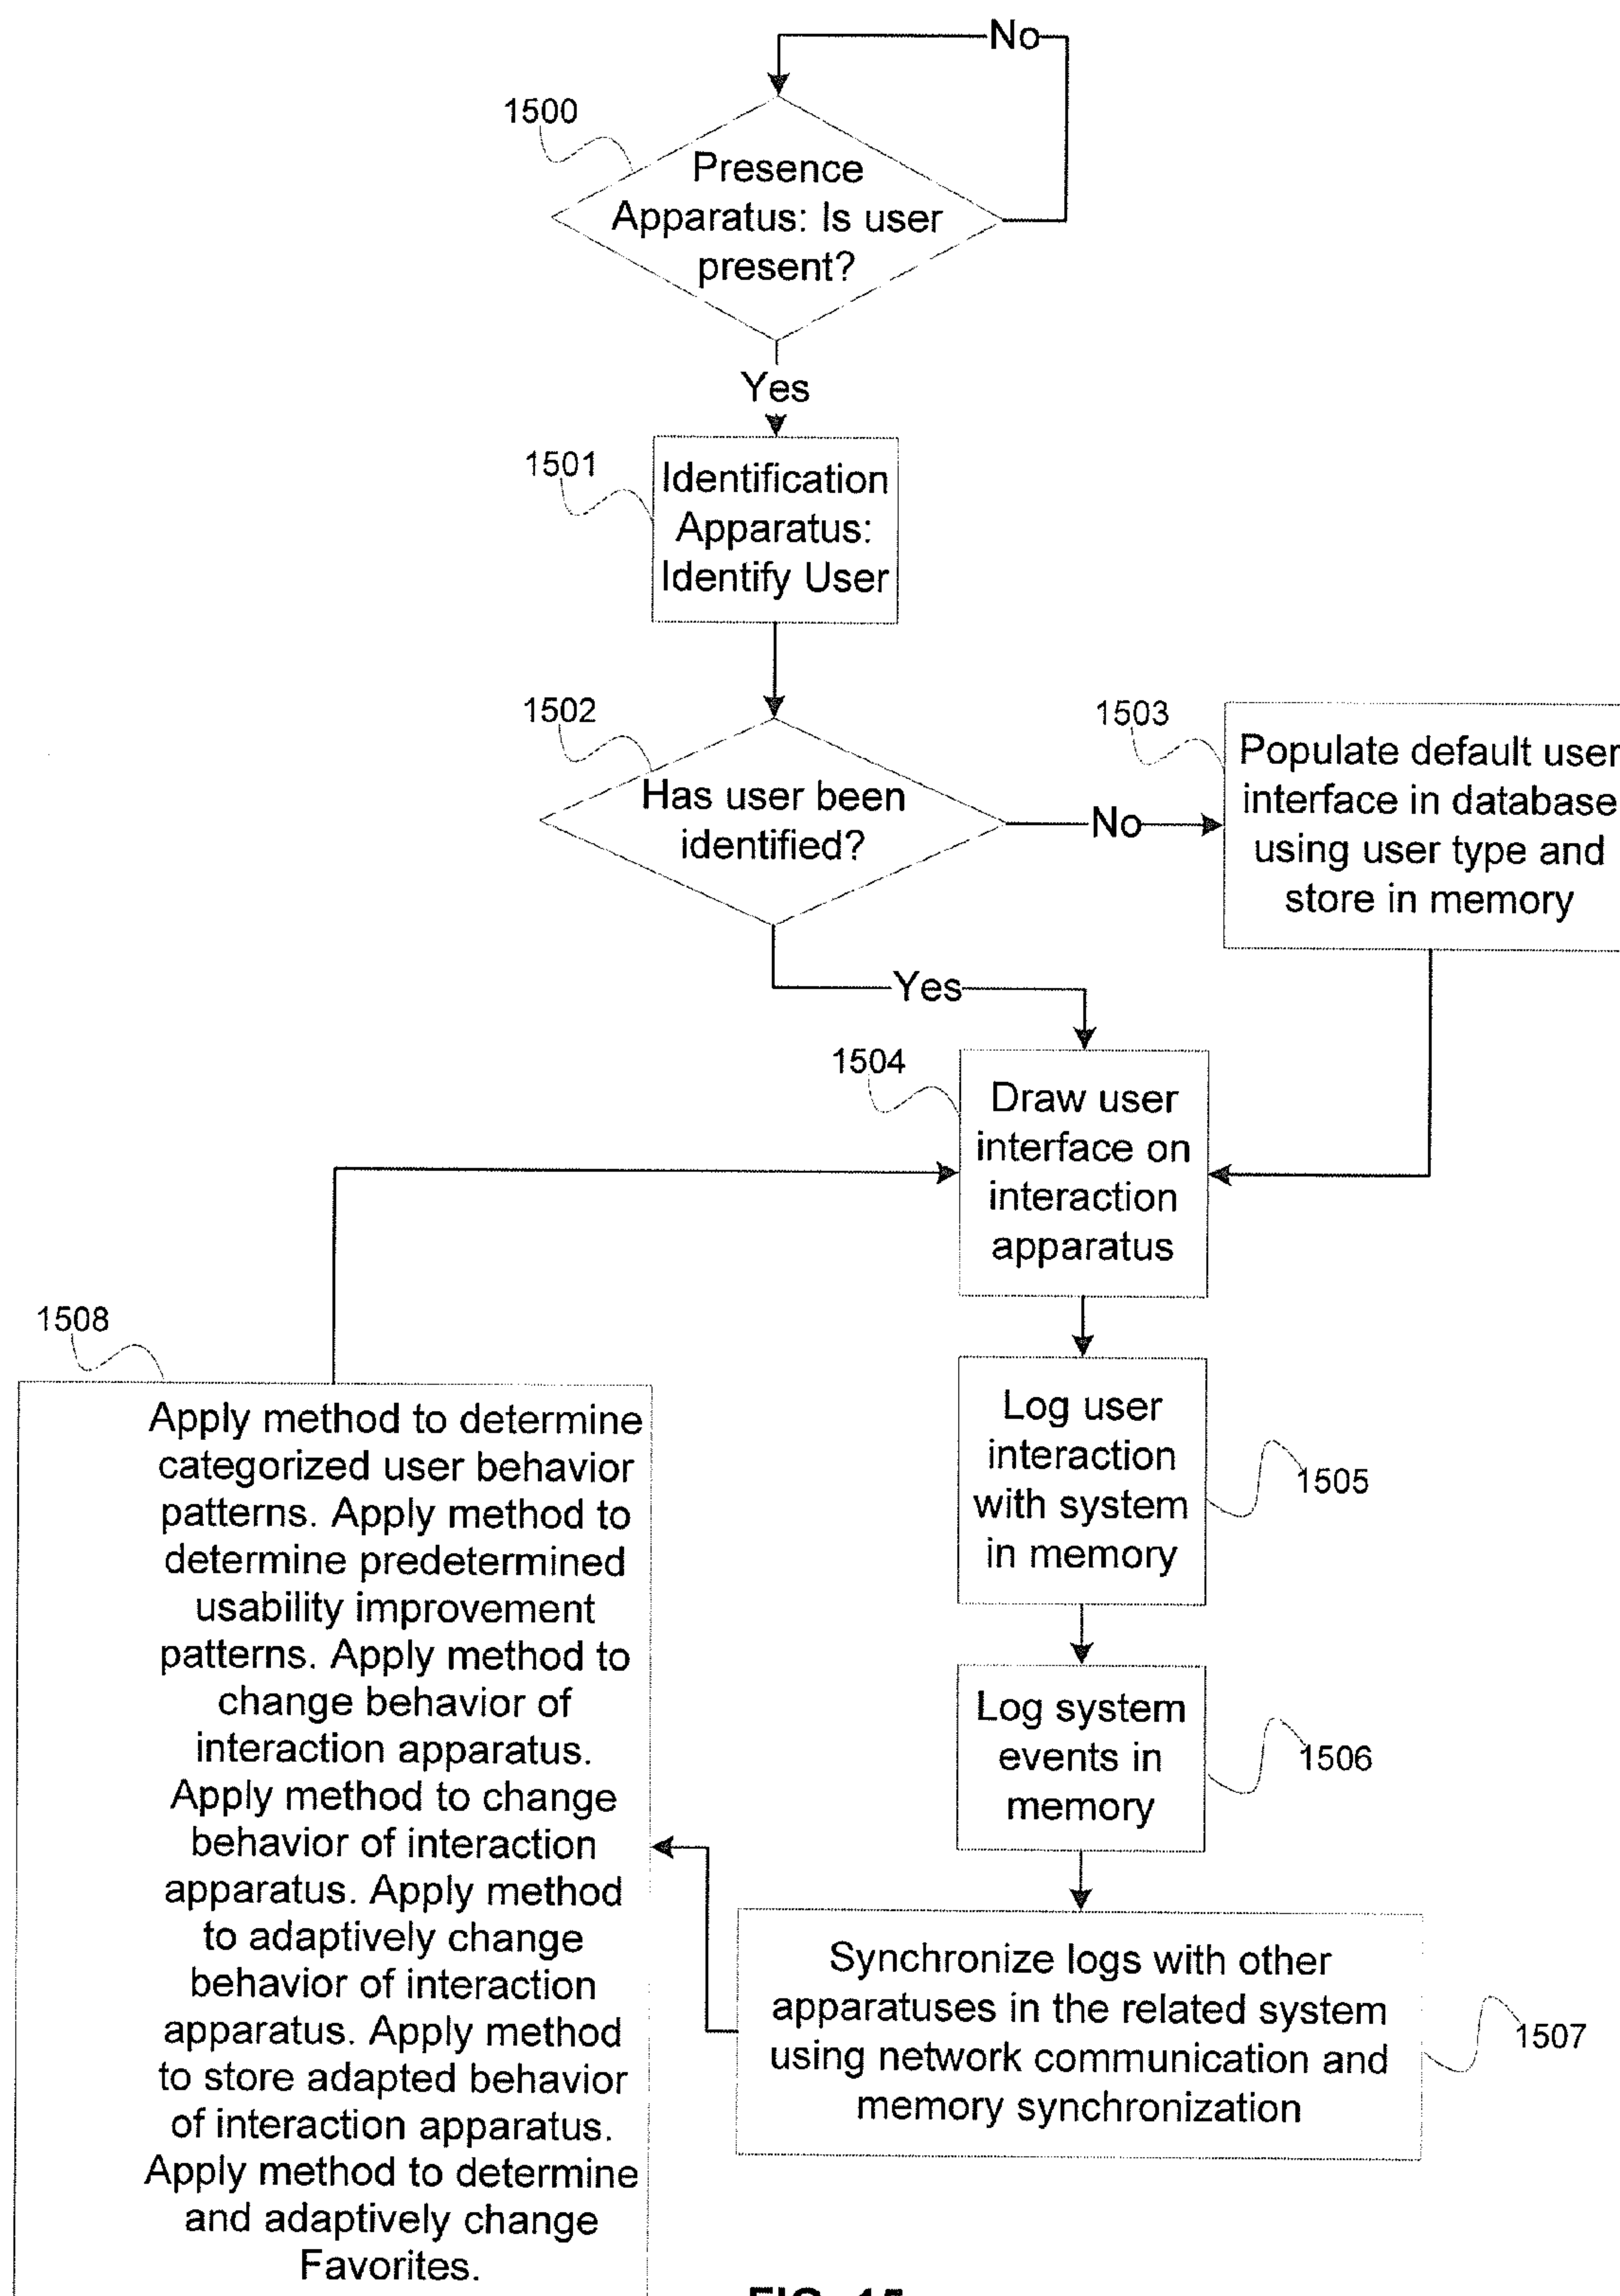 No
1500
Presence
Apparatus: Is user
present?
Yes
1501
Identification
Apparatus:
Identify User
1502
Has user been
identified?
No
1503
Populate default user
interface in database
using user type and
store in memory
Yes
1504
Draw user
interface on
interaction
apparatus
1508
Apply method to determine
categorized user behavior
patterns. Apply method to
determine predetermined
usability improvement
patterns. Apply method to
change behavior of
interaction apparatus.
Apply method to change
behavior of interaction
apparatus. Apply method
to adaptively change
behavior of interaction
apparatus. Apply method
to store adapted behavior
of interaction apparatus.
Apply method to determine
and adaptively change
Favorites.
Log user
interaction
with system
in memory
1505
Log system
events in
memory
1506
Synchronize logs with other
apparatuses in the related system
using network communication and
memory synchronization
1507
FIG. 15